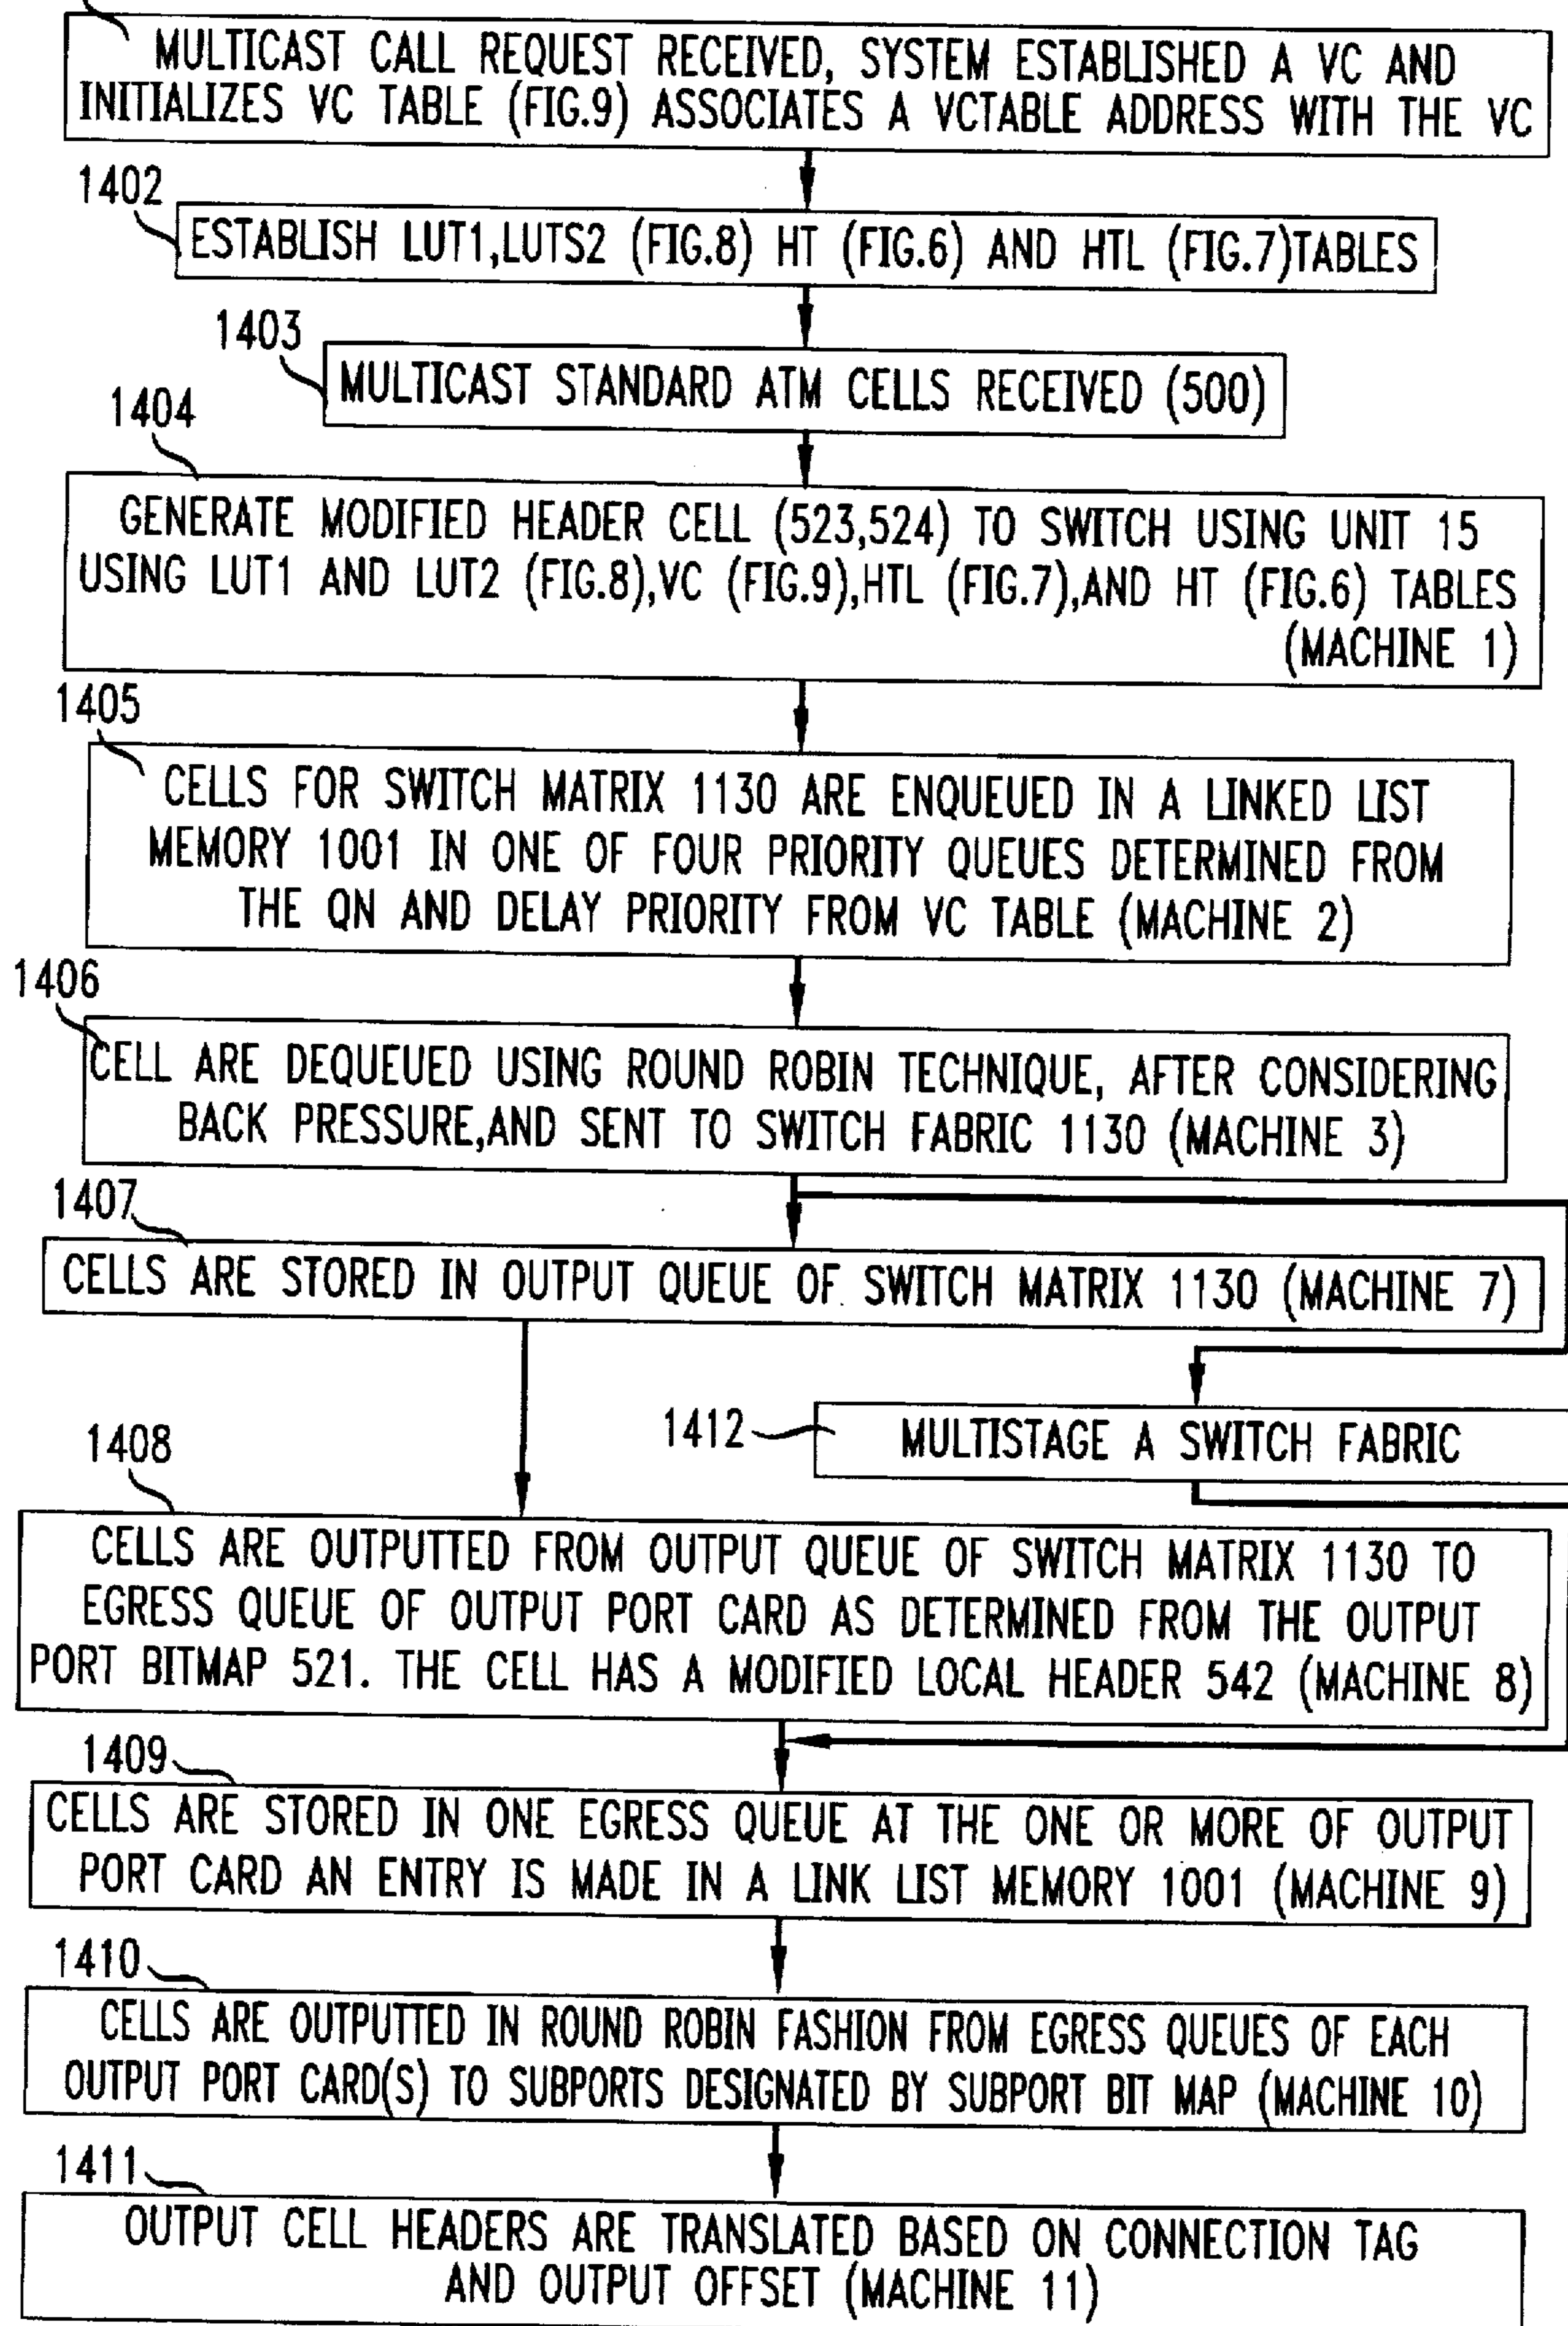 MULTICAST CALL REQUEST RECEIVED, SYSTEM ESTABLISHED A VC AND
INITIALIZES VC TABLE (FIG.9) ASSOCIATES A VCTABLE ADDRESS WITH THE VC
1402
ESTABLISH LUT1,LUTS2 (FIG.8) HT (FIG.6) AND HTL (FIG.7)TABLES
1403
MULTICAST STANDARD ATM CELLS RECEIVED (500)
1404
GENERATE MODIFIED HEADER CELL (523,524) TO SWITCH USING UNIT 15
USING LUT1 AND LUT2 (FIG.8),VC (FIG.9),HTL (FIG.7),AND HT (FIG.6) TABLES
(MACHINE 1)
1405
CELLS FOR SWITCH MATRIX 1130 ARE ENQUEUED IN A LINKED LIST
MEMORY 1001 IN ONE OF FOUR PRIORITY QUEUES DETERMINED FROM
THE QN AND DELAY PRIORITY FROM VC TABLE (MACHINE 2)
1406
CELL ARE DEQUEUED USING ROUND ROBIN TECHNIQUE, AFTER CONSIDERING
BACK PRESSURE,AND SENT TO SWITCH FABRIC 1130 (MACHINE 3)
1407
CELLS ARE STORED IN OUTPUT QUEUE OF SWITCH MATRIX 1130 (MACHINE 7)
1412
MULTISTAGE A SWITCH FABRIC
1408
CELLS ARE OUTPUTTED FROM OUTPUT QUEUE OF SWITCH MATRIX 1130 TO
EGRESS QUEUE OF OUTPUT PORT CARD AS DETERMINED FROM THE OUTPUT
PORT BITMAP 521. THE CELL HAS A MODIFIED LOCAL HEADER 542 (MACHINE 8)
1409
CELLS ARE STORED IN ONE EGRESS QUEUE AT THE ONE OR MORE OF OUTPUT
PORT CARD AN ENTRY IS MADE IN A LINK LIST MEMORY 1001 (MACHINE 9)
1410
CELLS ARE OUTPUTTED IN ROUND ROBIN FASHION FROM EGRESS QUEUES OF EACH
OUTPUT PORT CARD(S) TO SUBPORTS DESIGNATED BY SUBPORT BIT MAP (MACHINE 10)
1411
OUTPUT CELL HEADERS ARE TRANSLATED BASED ON CONNECTION TAG
AND OUTPUT OFFSET (MACHINE 11)